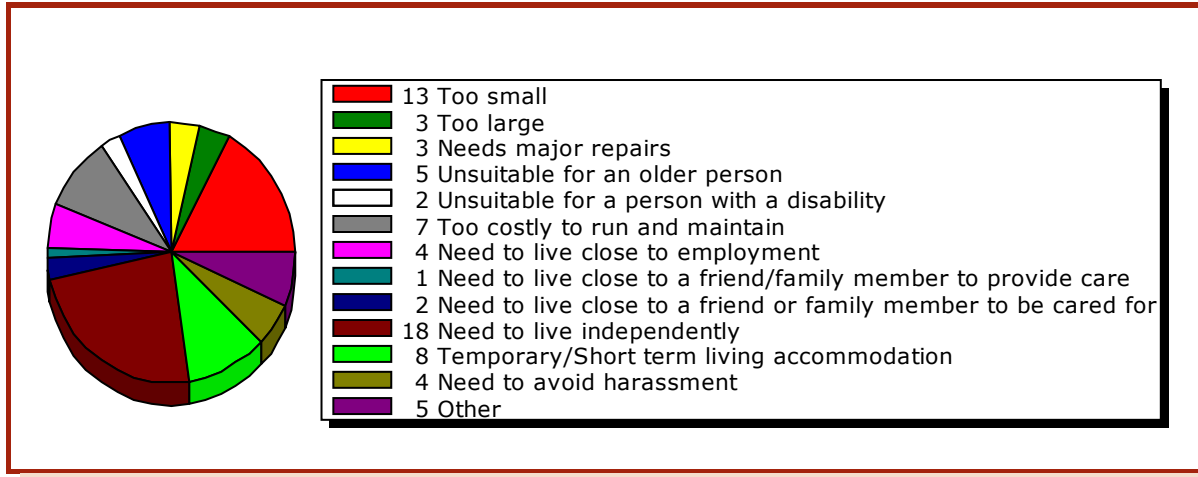 13 Too small
3 Too large
3 Needs major repairs
5 Unsuitable for an older person
2 Unsuitable for a person with a disability
7 Too costly to run and maintain
4 Need to live close to employment
1 Need to live close to a friend/family member to provide care
2 Need to live close to a friend or family member to be cared for
18 Need to live independently
8 Temporary/Short term living accommodation
4 Need to avoid harassment
5 Other